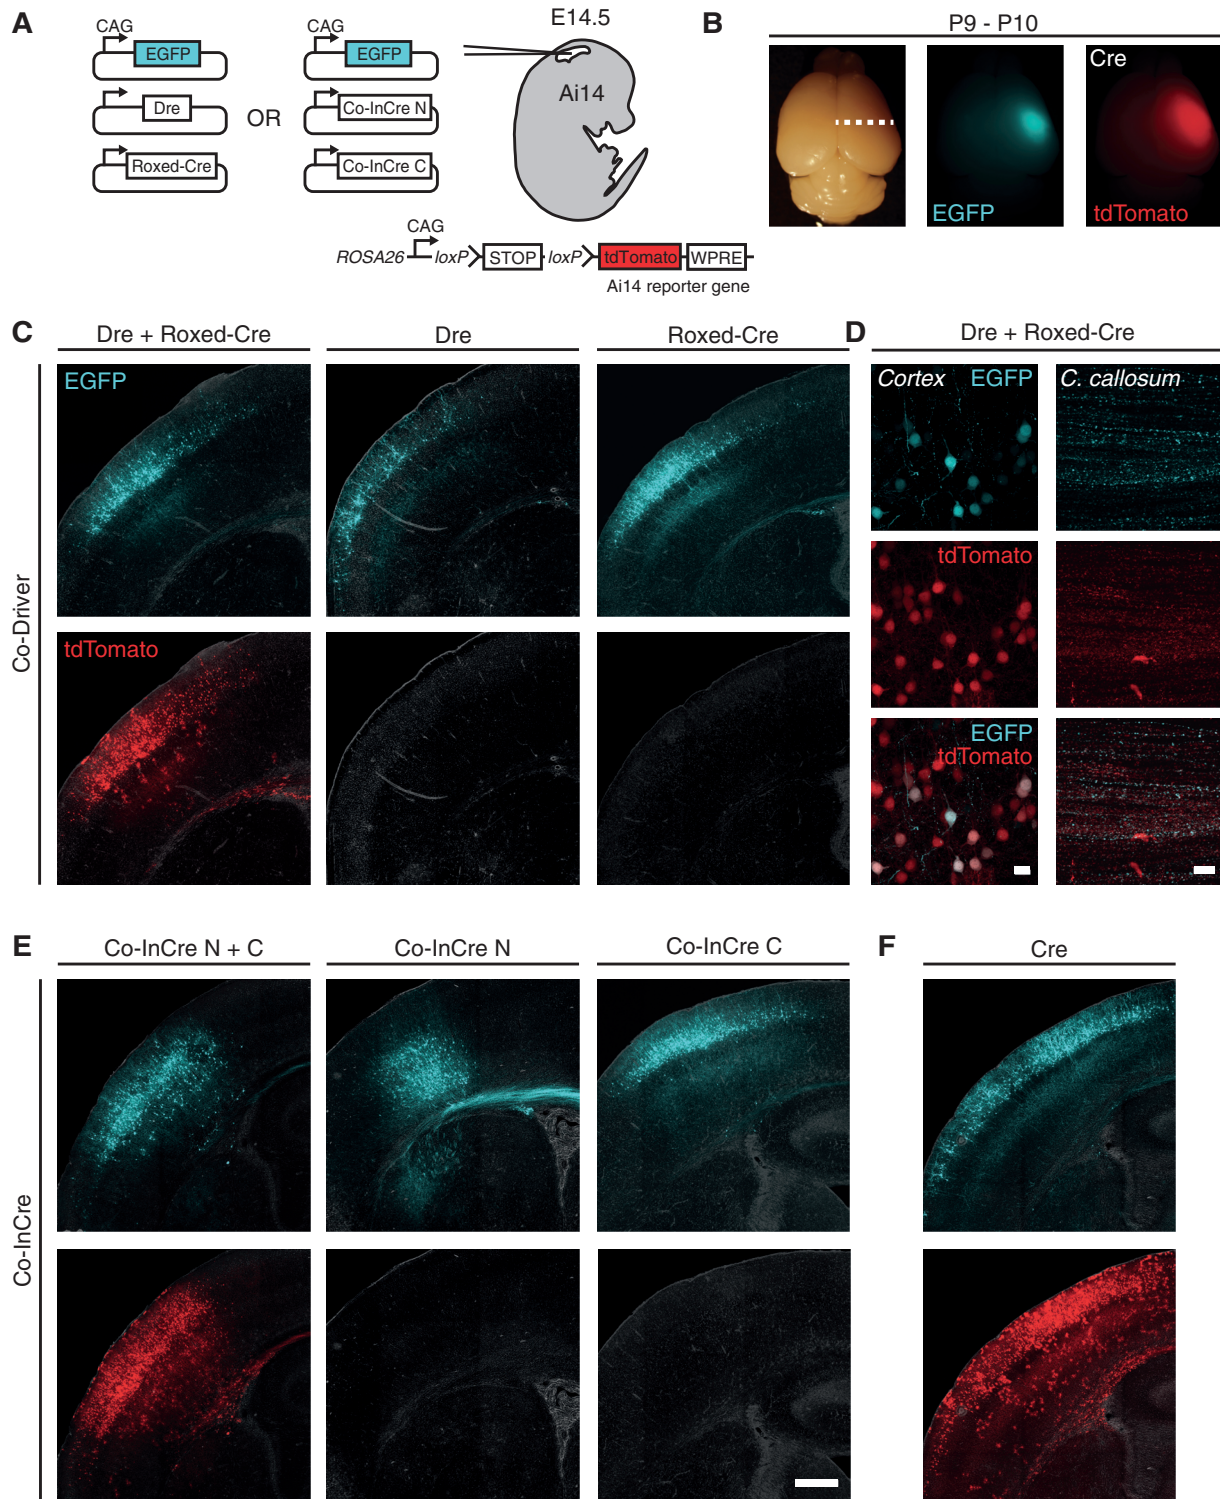 A
CAG
EGFP
Dre
Roxed-Cre
OR
CAG
EGFP
Co-InCre N
Co-InCre C
E14.5
Ai14
CAG
ROSA26 loxP STOP loxP tdTomato WPRE
Ai14 reporter gene
B
P9 - P10
EGFP
Cre
tdTomato
C
Dre + Roxed-Cre
Dre
Roxed-Cre
Co-Driver
EGFP
tdTomato
D
Dre + Roxed-Cre
Cortex EGFP
C. callosum
tdTomato
EGFP
tdTomato
E
Co-InCre N + C
Co-InCre N
Co-InCre C
Co-InCre
F
Cre